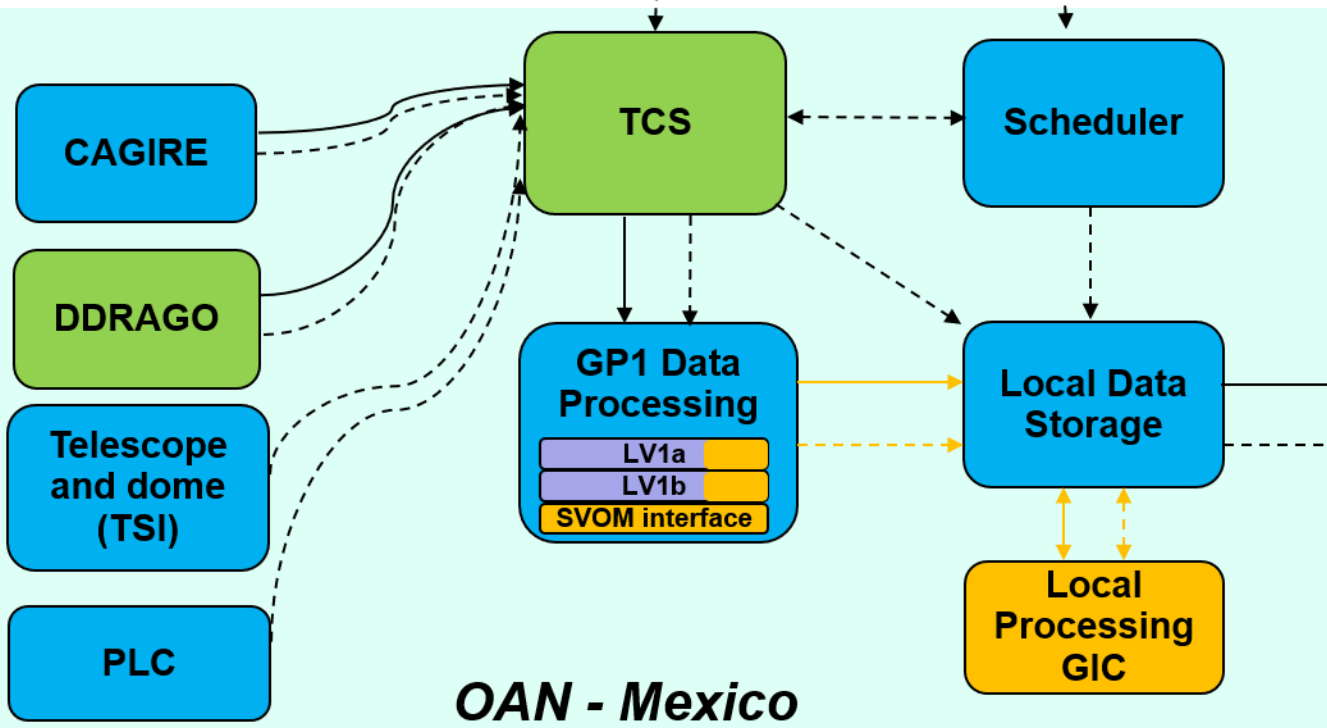 TCS
Scheduler
CAGIRE
DDRAGO
GP1 Data
Processing
LV1a
LV1b
SVOM interface
Local Data
Storage
Telescope
and dome
(TSI)
Local
Processing
GIC
PLC
OAN - Mexico